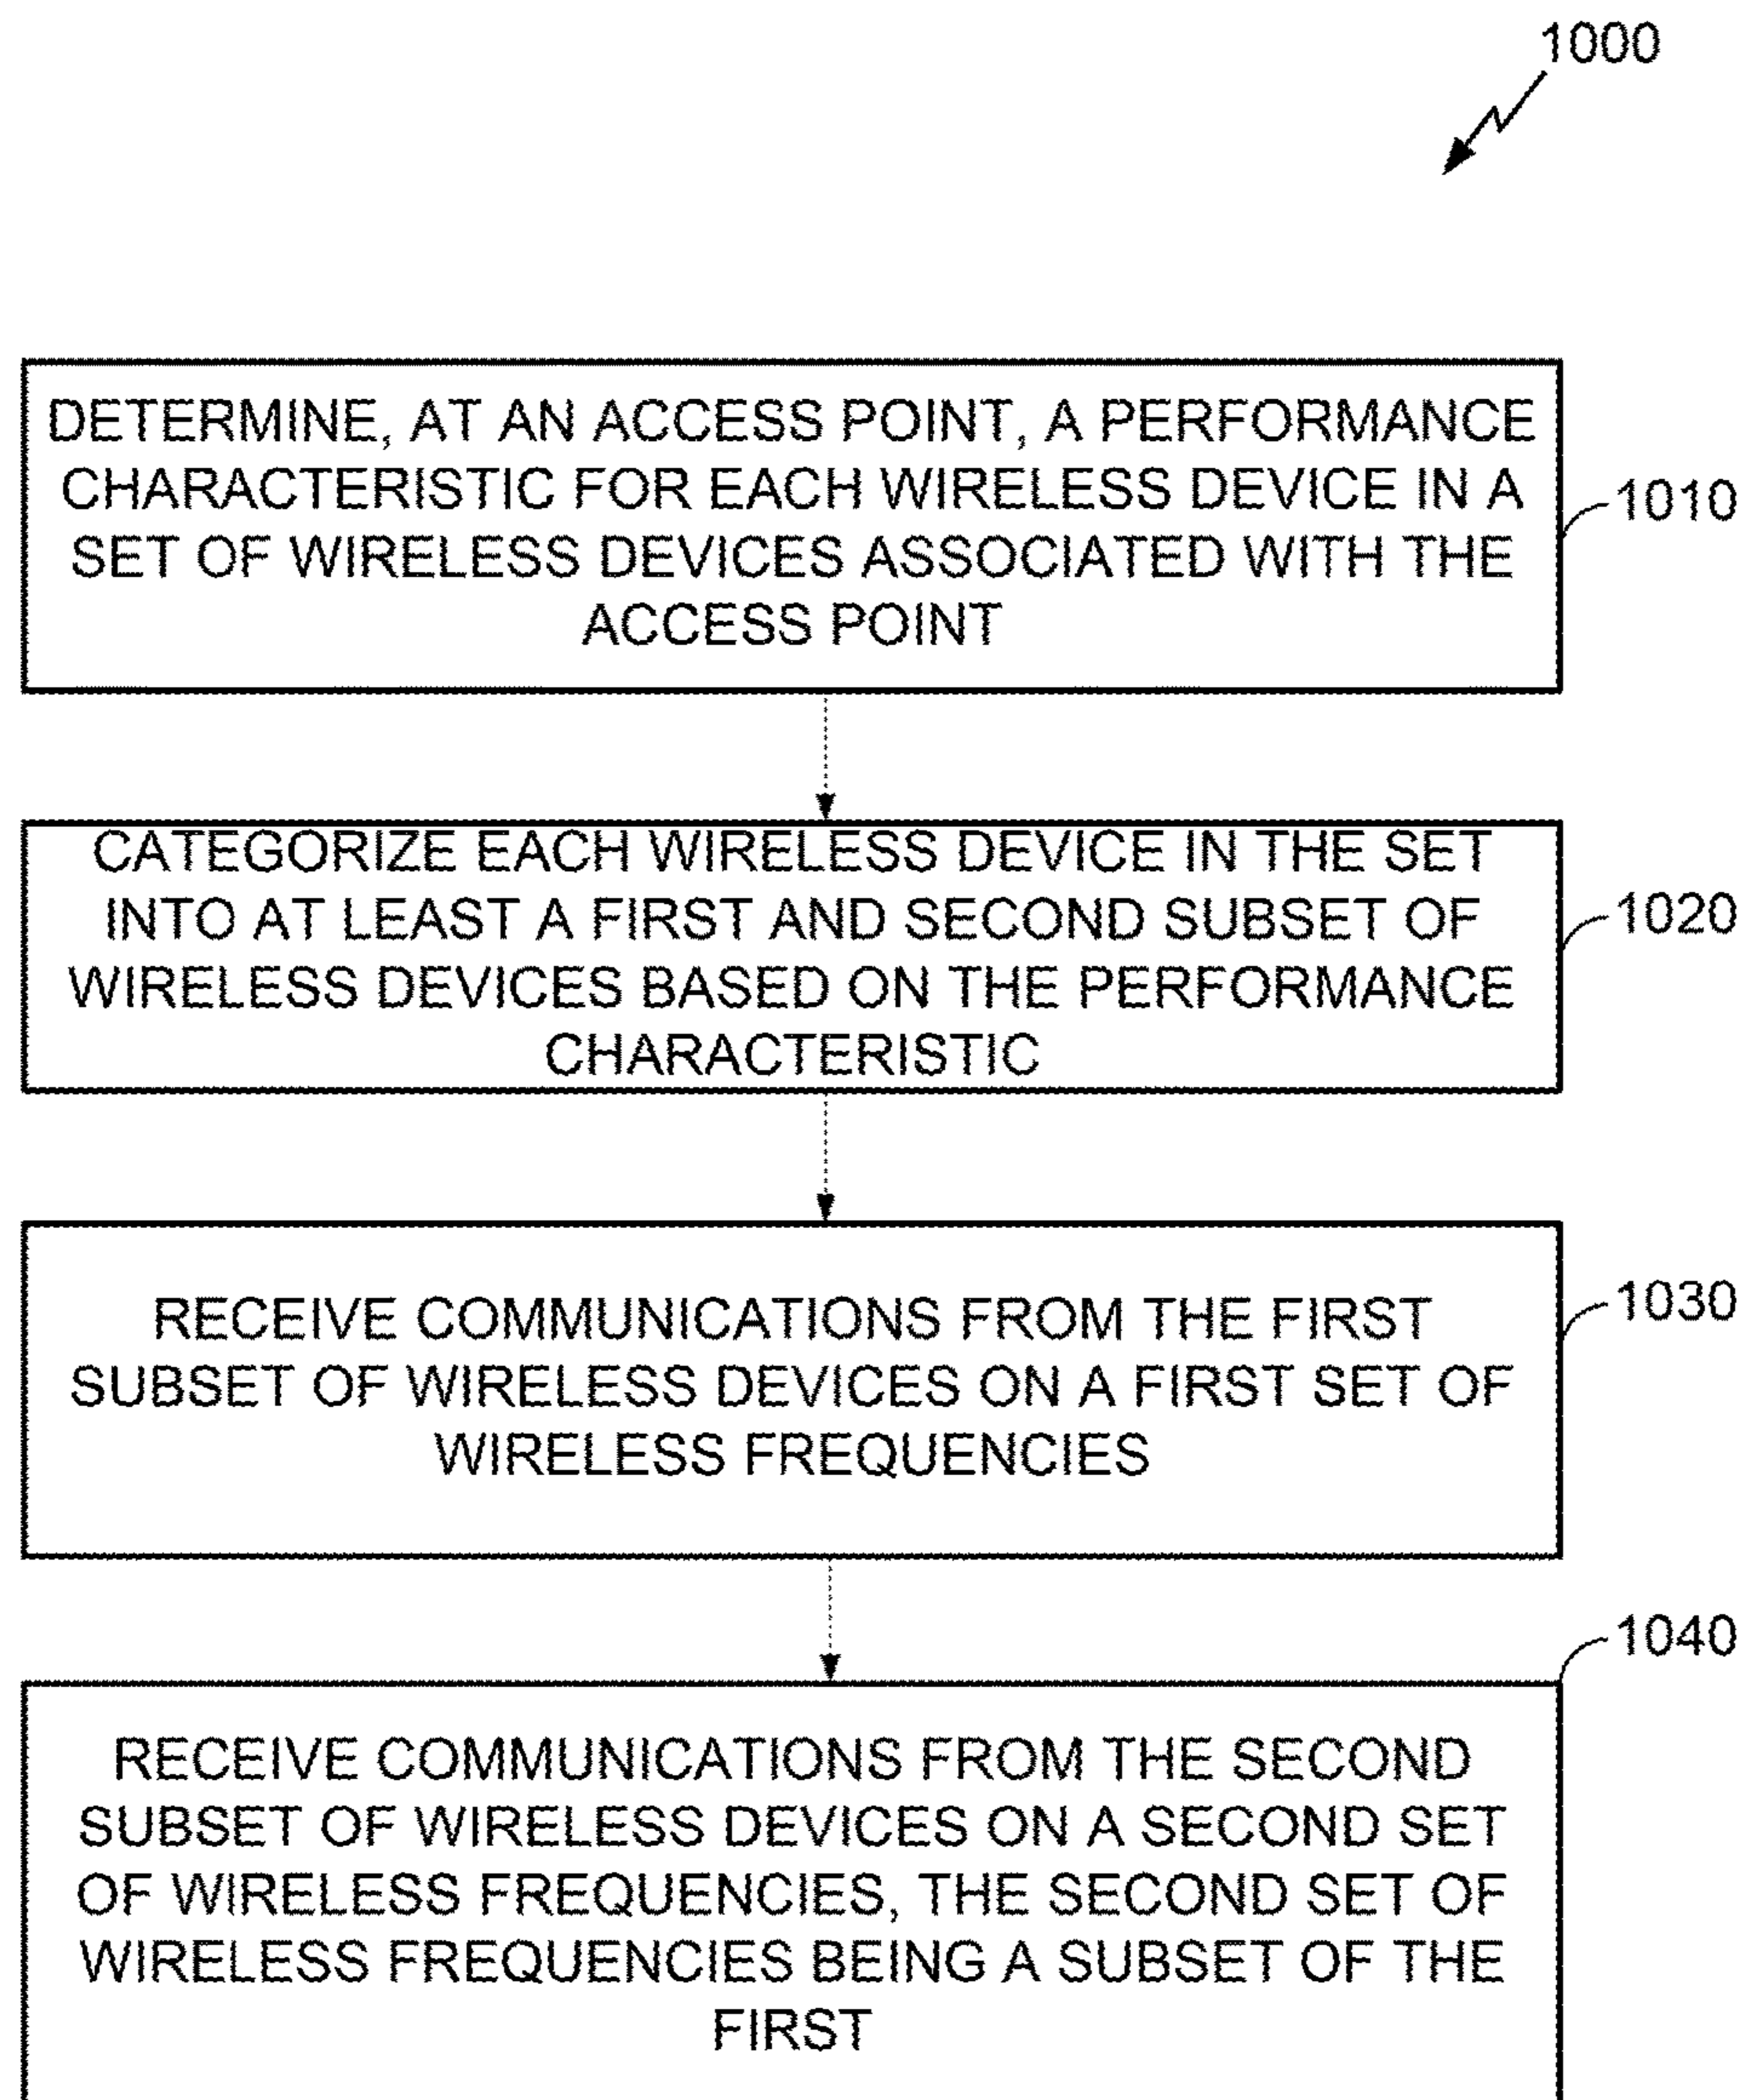 1000
DETERMINE, AT AN ACCESS POINT, A PERFORMANCE
CHARACTERISTIC FOR EACH WIRELESS DEVICE IN A
SET OF WIRELESS DEVICES ASSOCIATED WITH THE
ACCESS POINT
1010
CATEGORIZE EACH WIRELESS DEVICE IN THE SET
INTO AT LEAST A FIRST AND SECOND SUBSET OF
WIRELESS DEVICES BASED ON THE PERFORMANCE
CHARACTERISTIC
1020
RECEIVE COMMUNICATIONS FROM THE FIRST
SUBSET OF WIRELESS DEVICES ON A FIRST SET OF
WIRELESS FREQUENCIES
1030
RECEIVE COMMUNICATIONS FROM THE SECOND
SUBSET OF WIRELESS DEVICES ON A SECOND SET
OF WIRELESS FREQUENCIES, THE SECOND SET OF
WIRELESS FREQUENCIES BEING A SUBSET OF THE
FIRST
1040